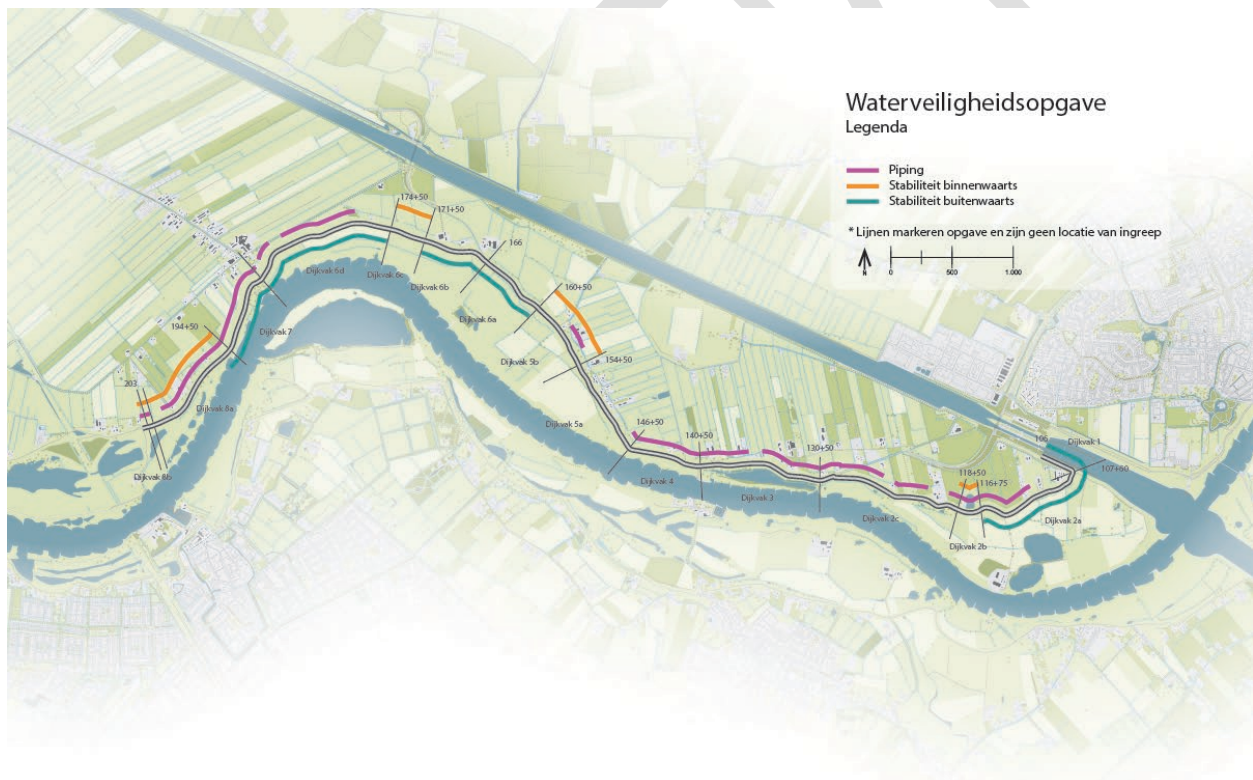 Waterveiligheidsopgave
Legenda
Piping
Stabiliteit binnenwaarts
Stabiliteit buitenwaarts
* Lijnen markeren opgave en zijn geen locatie van ingreep
N
0 500 1.000
174+50
171+50
166
Dijkvak 6d
Dijkvak 6c
Dijkvak 6b
160+50
Dijkvak 6a
194+50
Dijkvak 7
Dijkvak 5b
154+50
203
Dijkvak 8a
146+50
Dijkvak 5a
140+50
130+50
106
Dijkvak 1
107+60
118+50
116+75
Dijkvak 8b
Dijkvak 4
Dijkvak 3
Dijkvak 2c
Dijkvak 2a
Dijkvak 2b